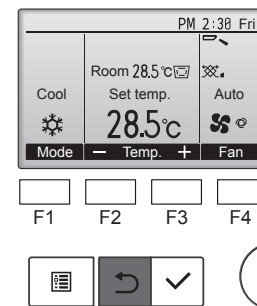 PM 2:30 Fri
Room 28.5°C
Cool Set temp. Auto
28.5°C
Mode − Temp. + Fan
F1 F2 F3 F4